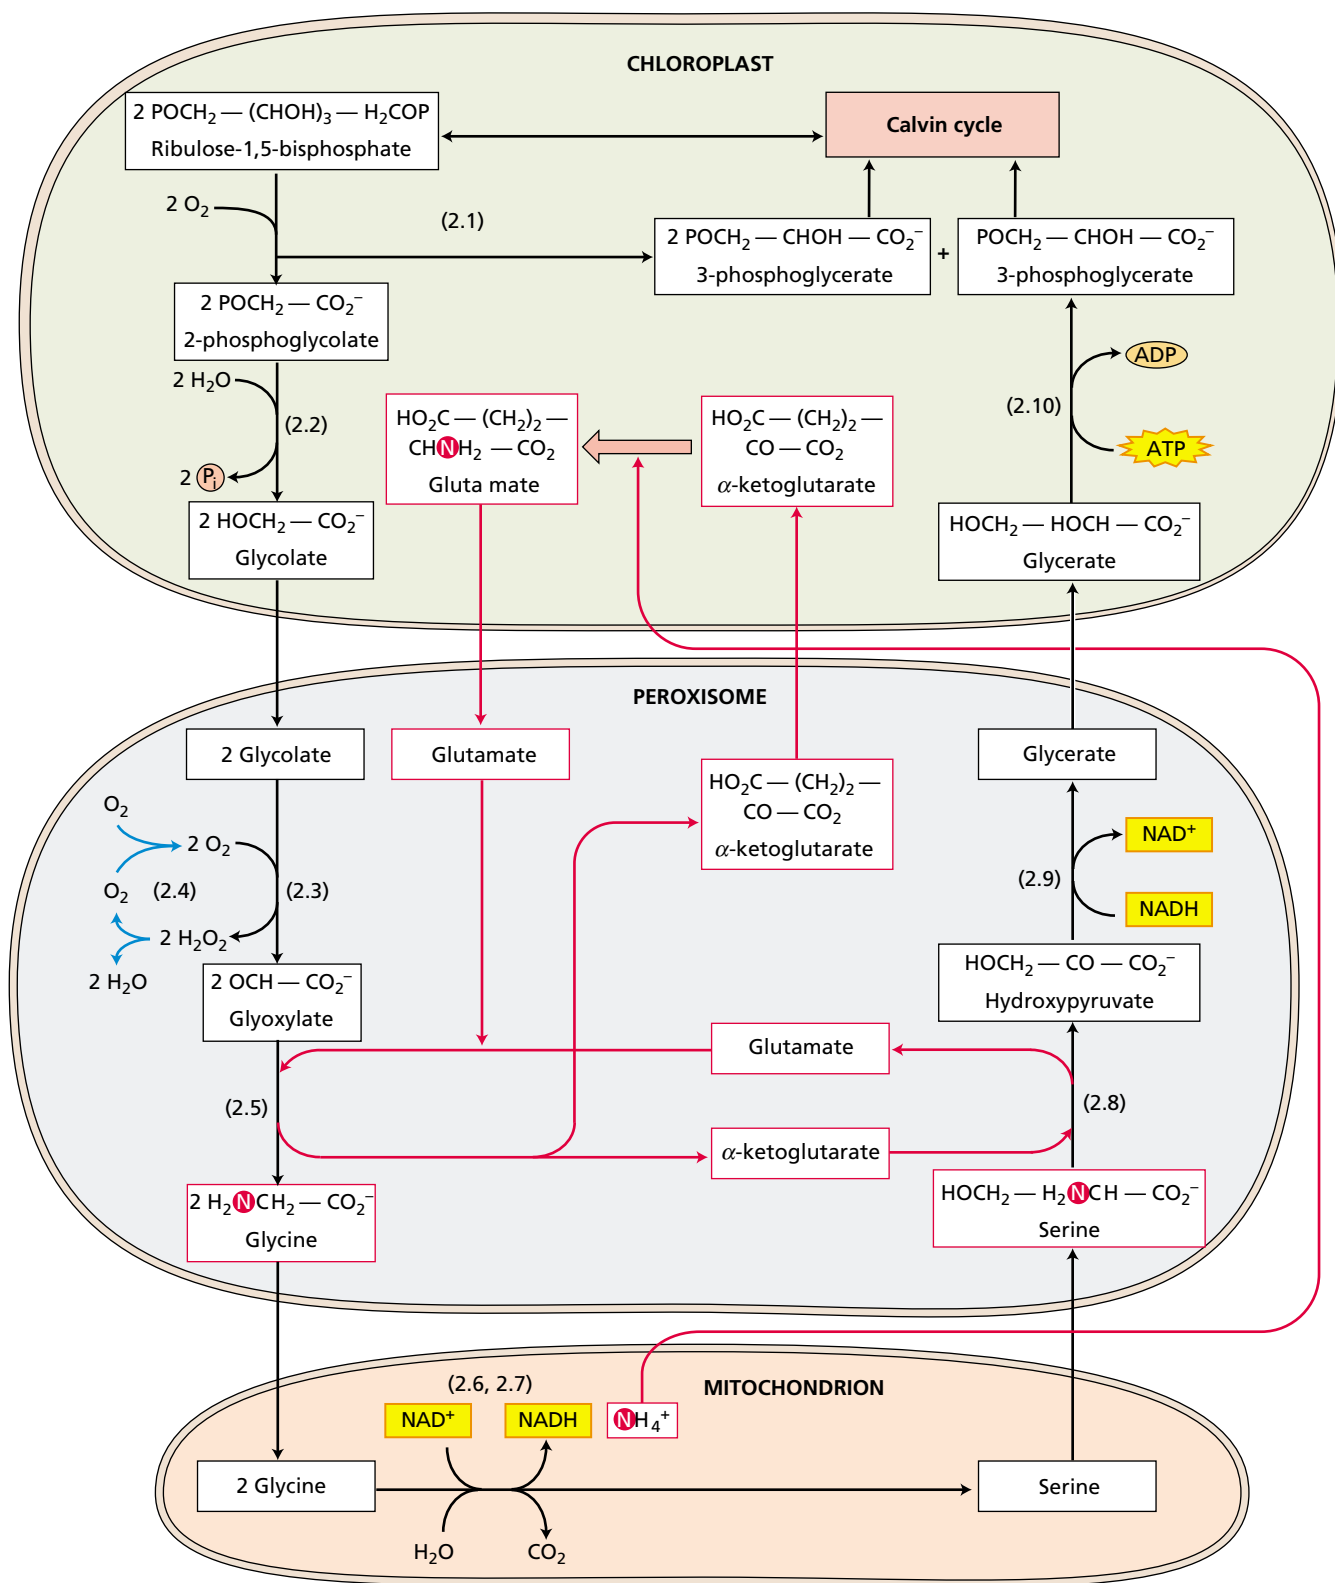 CHLOROPLAST
2 POCH₂ — (CHOH)₃ — H₂COP
Ribulose-1,5-bisphosphate
Calvin cycle
2 O₂
(2.1)
2 POCH₂ — CHOH — CO₂⁻
3-phosphoglycerate
+
POCH₂ — CHOH — CO₂⁻
3-phosphoglycerate
2 POCH₂ — CO₂⁻
2-phosphoglycolate
2 H₂O
(2.2)
2 Pᵢ
HO₂C — (CH₂)₂ —
CHNH₂ — CO₂
Gluta mate
HO₂C — (CH₂)₂ —
CO — CO₂
α-ketoglutarate
ADP
(2.10)
ATP
2 HOCH₂ — CO₂⁻
Glycolate
HOCH₂ — HOCH — CO₂⁻
Glycerate
PEROXISOME
2 Glycolate
Glutamate
Glycerate
HO₂C — (CH₂)₂ —
CO — CO₂
α-ketoglutarate
O₂
2 O₂
O₂
(2.4)
(2.3)
2 H₂O₂
2 H₂O
NAD⁺
(2.9)
NADH
2 OCH — CO₂⁻
Glyoxylate
HOCH₂ — CO — CO₂⁻
Hydroxypyruvate
Glutamate
(2.5)
(2.8)
α-ketoglutarate
2 H₂NCH₂ — CO₂⁻
Glycine
HOCH₂ — H₂NCH — CO₂⁻
Serine
MITOCHONDRION
(2.6, 2.7)
NAD⁺
NADH
NH₄⁺
2 Glycine
Serine
H₂O
CO₂